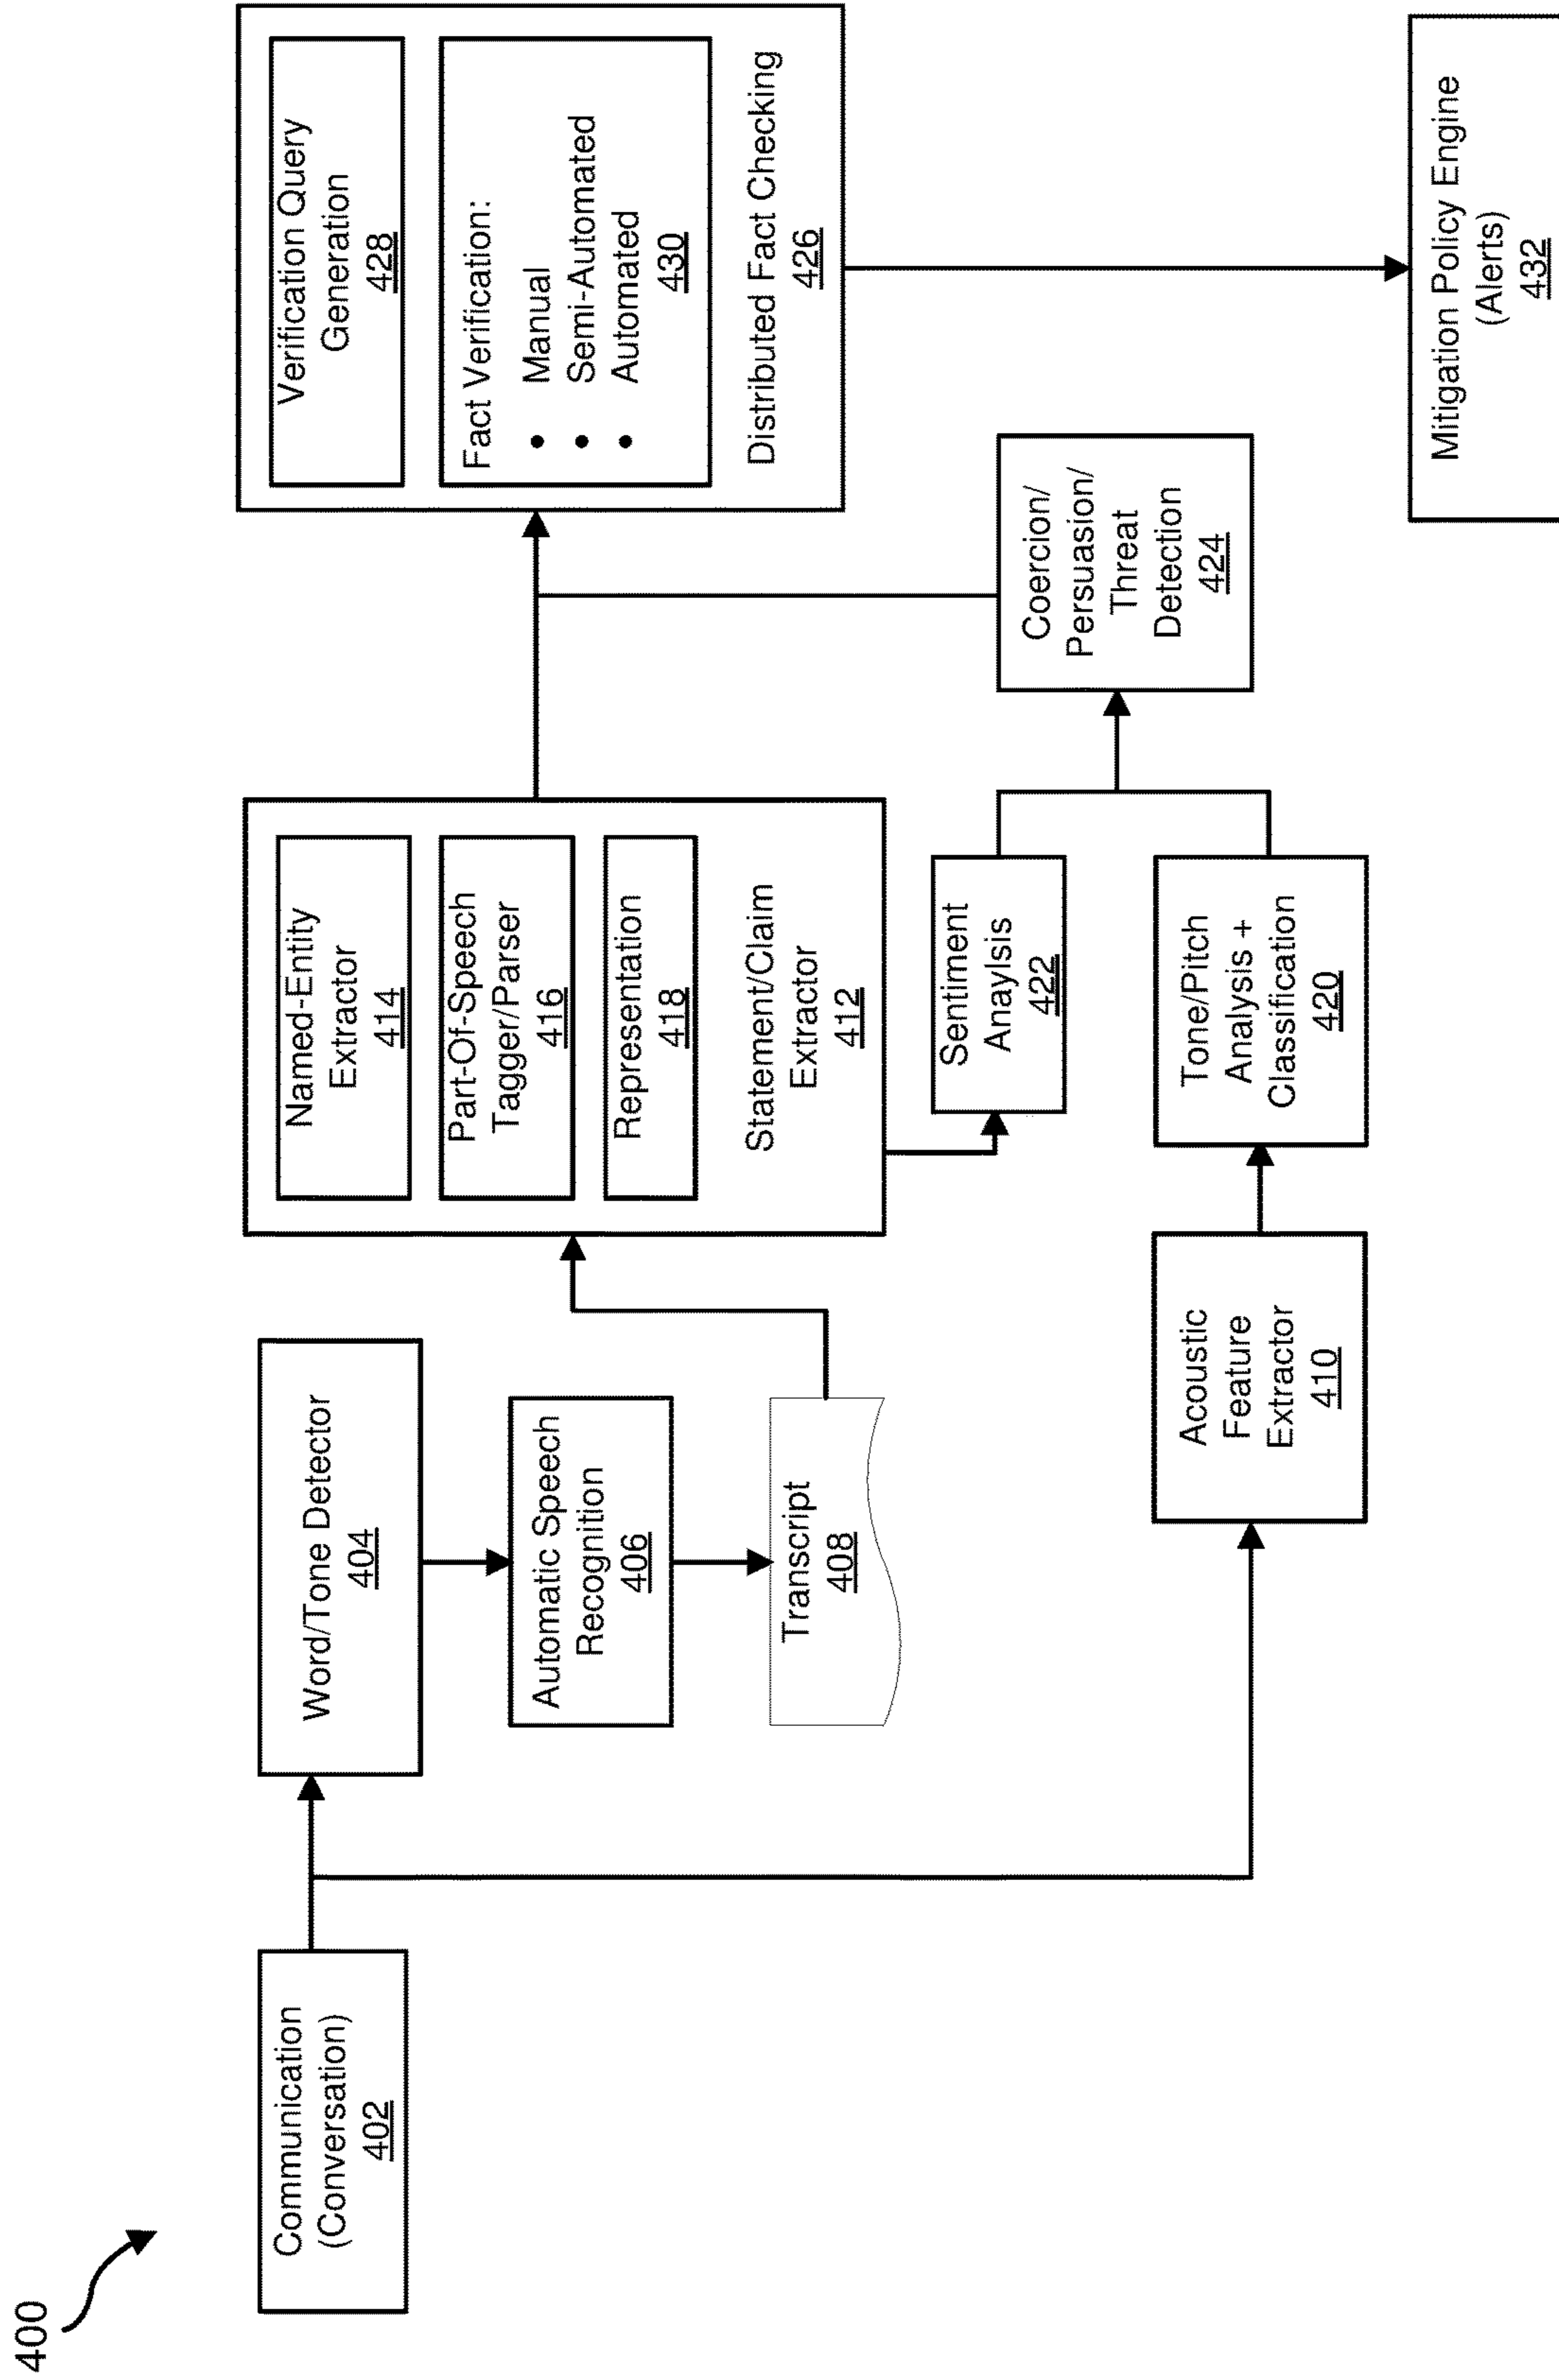 400
Communication
(Conversation)
402
Word/Tone Detector
404
Automatic Speech
Recognition
406
Transcript
408
Acoustic
Feature
Extractor
410
Named-Entity
Extractor
414
Part-Of-Speech
Tagger/Parser
416
Representation
418
Statement/Claim
Extractor
412
Sentiment
Anaylsis
422
Tone/Pitch
Analysis +
Classification
420
Coercion/
Persuasion/
Threat
Detection
424
Verification Query
Generation
428
Fact Verification:
• Manual
• Semi-Automated
• Automated
430
Distributed Fact Checking
426
Mitigation Policy Engine
(Alerts)
432